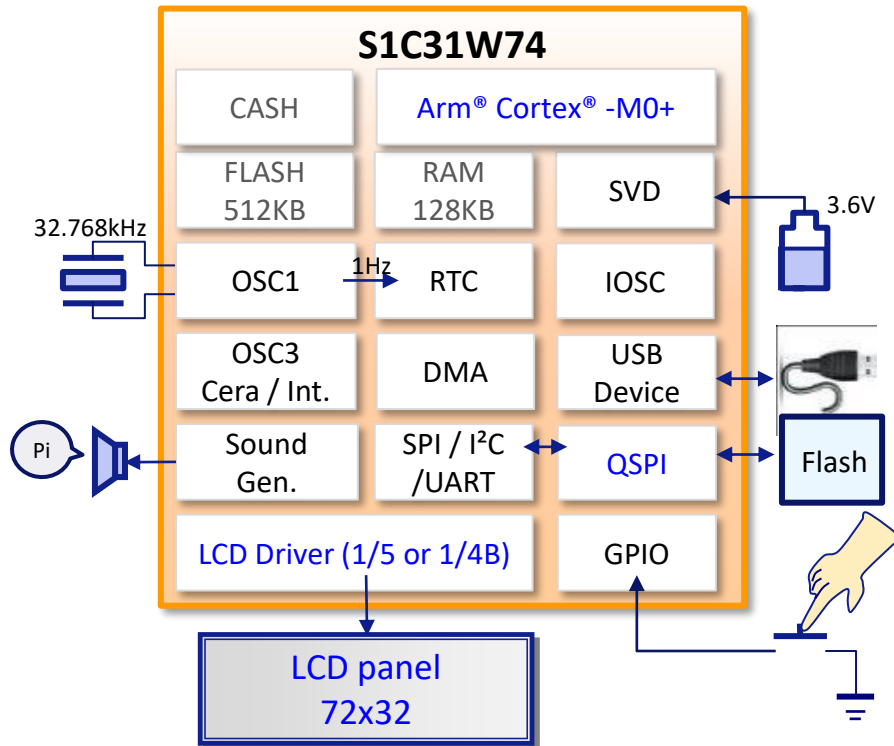 S1C31W74
CASH
Arm® Cortex® -M0+
FLASH
512KB
RAM
128KB
SVD
3.6V
32.768kHz
OSC1
1Hz
RTC
IOSC
OSC3
Cera / Int.
DMA
USB
Device
Pi
Sound
Gen.
SPI / I²C
/UART
QSPI
Flash
LCD Driver (1/5 or 1/4B)
GPIO
LCD panel
72x32